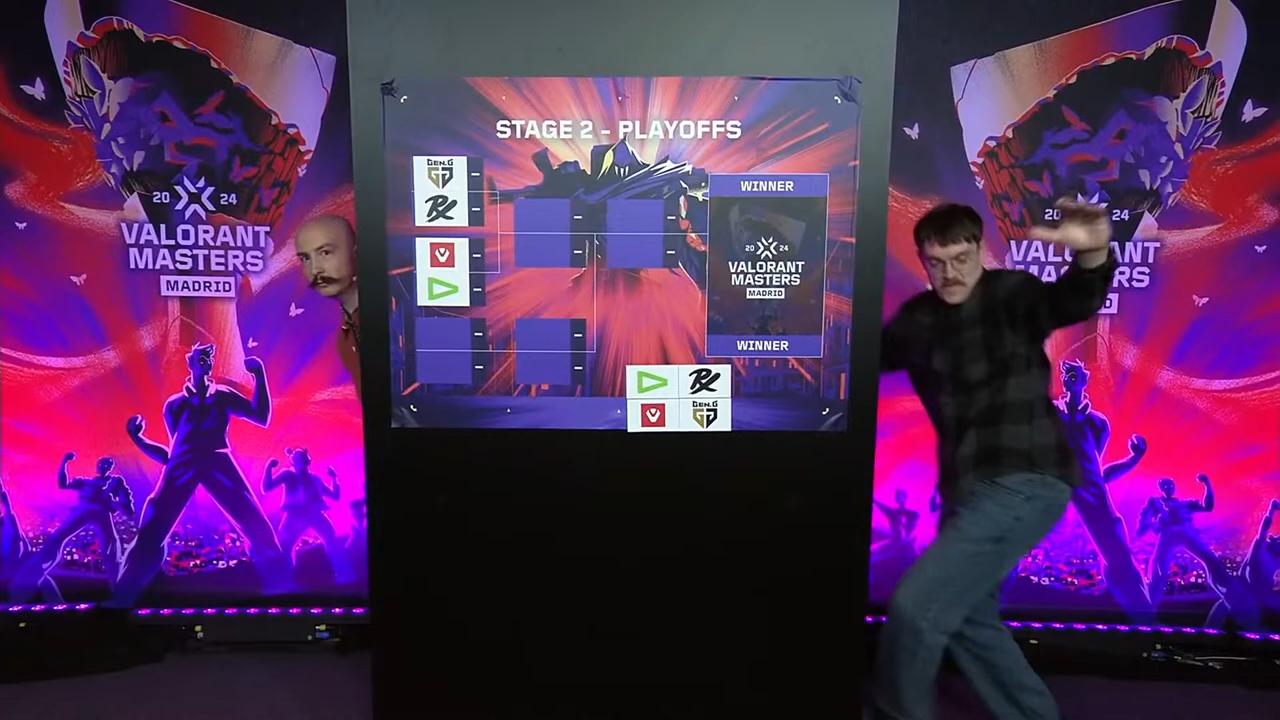 STAGE 2 - PLAYOFFS
GEN.G
WINNER
20 24
VALORANT
MASTERS
MADRID
WINNER
GEN.G
20 24
VALORANT
MASTERS
MADRID
20 24
VALORANT
MASTERS